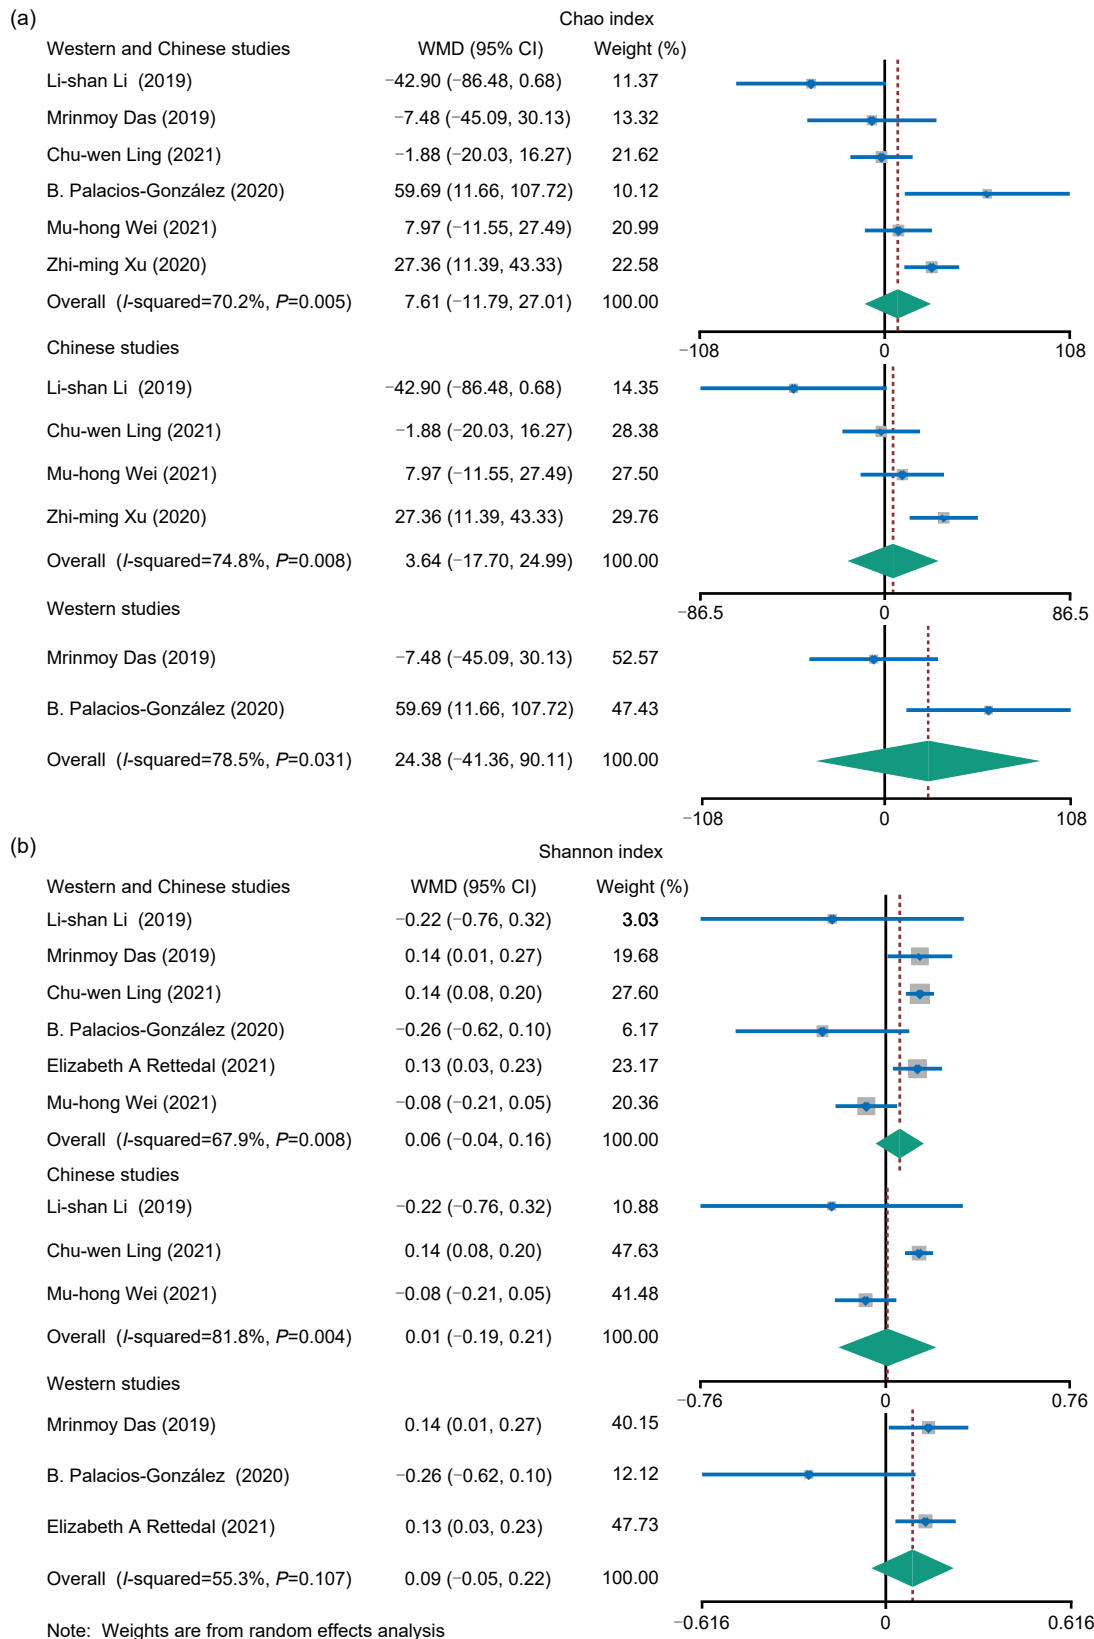 (a)
Chao index
Western and Chinese studies WMD (95% CI) Weight (%)
Li-shan Li (2019) −42.90 (−86.48, 0.68) 11.37
Mrinmoy Das (2019) −7.48 (−45.09, 30.13) 13.32
Chu-wen Ling (2021) −1.88 (−20.03, 16.27) 21.62
B. Palacios-González (2020) 59.69 (11.66, 107.72) 10.12
Mu-hong Wei (2021) 7.97 (−11.55, 27.49) 20.99
Zhi-ming Xu (2020) 27.36 (11.39, 43.33) 22.58
Overall (I-squared=70.2%, P=0.005) 7.61 (−11.79, 27.01) 100.00
−108 0 108
Chinese studies
Li-shan Li (2019) −42.90 (−86.48, 0.68) 14.35
Chu-wen Ling (2021) −1.88 (−20.03, 16.27) 28.38
Mu-hong Wei (2021) 7.97 (−11.55, 27.49) 27.50
Zhi-ming Xu (2020) 27.36 (11.39, 43.33) 29.76
Overall (I-squared=74.8%, P=0.008) 3.64 (−17.70, 24.99) 100.00
−86.5 0 86.5
Western studies
Mrinmoy Das (2019) −7.48 (−45.09, 30.13) 52.57
B. Palacios-González (2020) 59.69 (11.66, 107.72) 47.43
Overall (I-squared=78.5%, P=0.031) 24.38 (−41.36, 90.11) 100.00
−108 0 108
(b)
Shannon index
Western and Chinese studies WMD (95% CI) Weight (%)
Li-shan Li (2019) −0.22 (−0.76, 0.32) 3.03
Mrinmoy Das (2019) 0.14 (0.01, 0.27) 19.68
Chu-wen Ling (2021) 0.14 (0.08, 0.20) 27.60
B. Palacios-González (2020) −0.26 (−0.62, 0.10) 6.17
Elizabeth A Rettedal (2021) 0.13 (0.03, 0.23) 23.17
Mu-hong Wei (2021) −0.08 (−0.21, 0.05) 20.36
Overall (I-squared=67.9%, P=0.008) 0.06 (−0.04, 0.16) 100.00
Chinese studies
Li-shan Li (2019) −0.22 (−0.76, 0.32) 10.88
Chu-wen Ling (2021) 0.14 (0.08, 0.20) 47.63
Mu-hong Wei (2021) −0.08 (−0.21, 0.05) 41.48
Overall (I-squared=81.8%, P=0.004) 0.01 (−0.19, 0.21) 100.00
Western studies
−0.76 0 0.76
Mrinmoy Das (2019) 0.14 (0.01, 0.27) 40.15
B. Palacios-González (2020) −0.26 (−0.62, 0.10) 12.12
Elizabeth A Rettedal (2021) 0.13 (0.03, 0.23) 47.73
Overall (I-squared=55.3%, P=0.107) 0.09 (−0.05, 0.22) 100.00
−0.616 0 0.616
Note: Weights are from random effects analysis